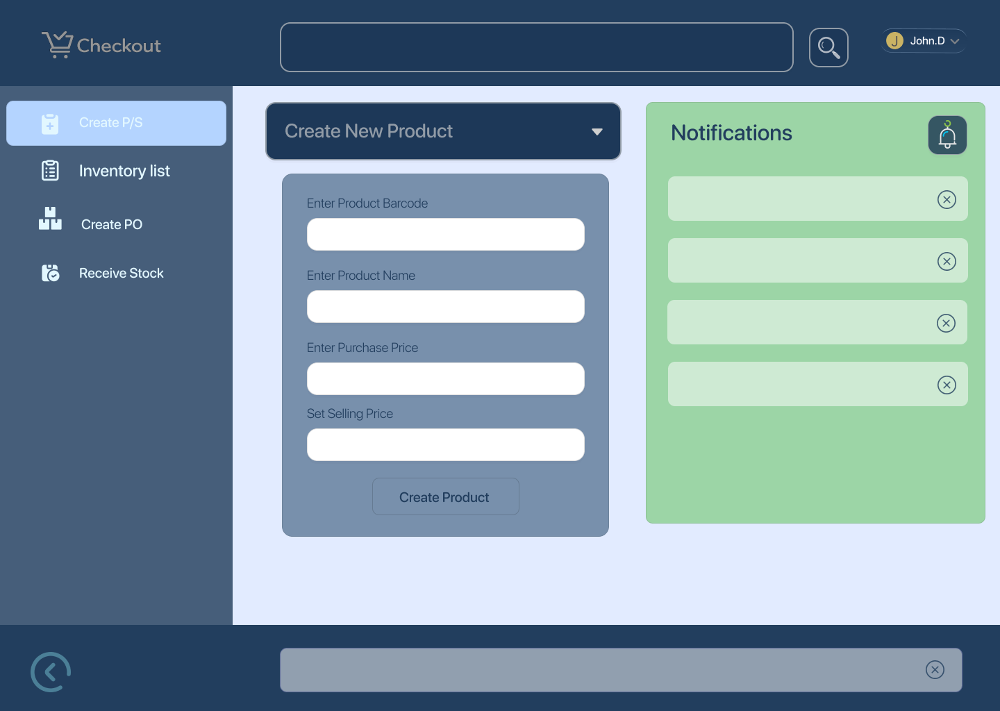 Checkout
J
John.D
Create P/S
Inventory list
Create PO
Receive Stock
Create New Product
Enter Product Barcode
Enter Product Name
Enter Purchase Price
Set Selling Price
Create Product
Notifications